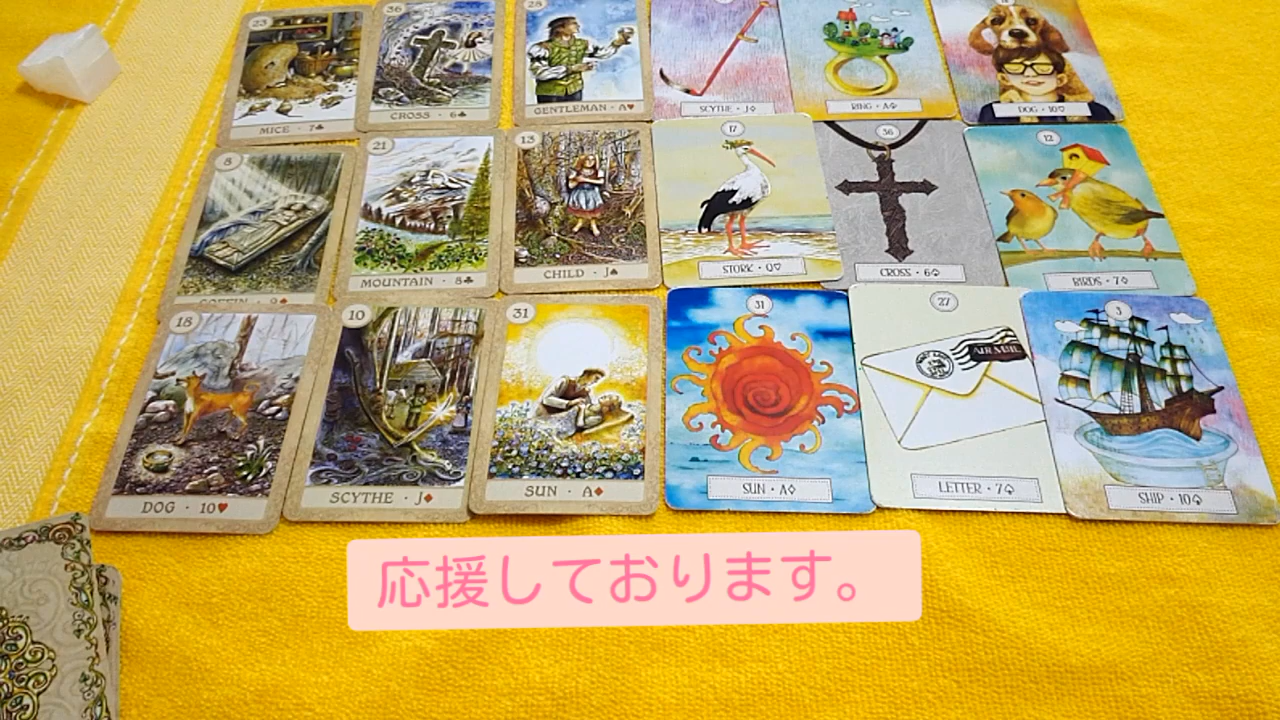 23
MICE · 7♣
36
CROSS · 6♣
28
GENTLEMAN · A♥
SCYTHE · J♢
RING · A♧
DOG · 10♡
8
COFFIN · 9♦
21
MOUNTAIN · 8♣
13
CHILD · J♠
17
STORK · Q♡
36
CROSS · 6♧
12
BIRDS · 7♢
18
DOG · 10♥
10
SCYTHE · J♦
31
SUN · A♦
31
SUN · A♢
27
AIR MAIL
LETTER · 7♤
3
SHIP · 10♤
応援しております。